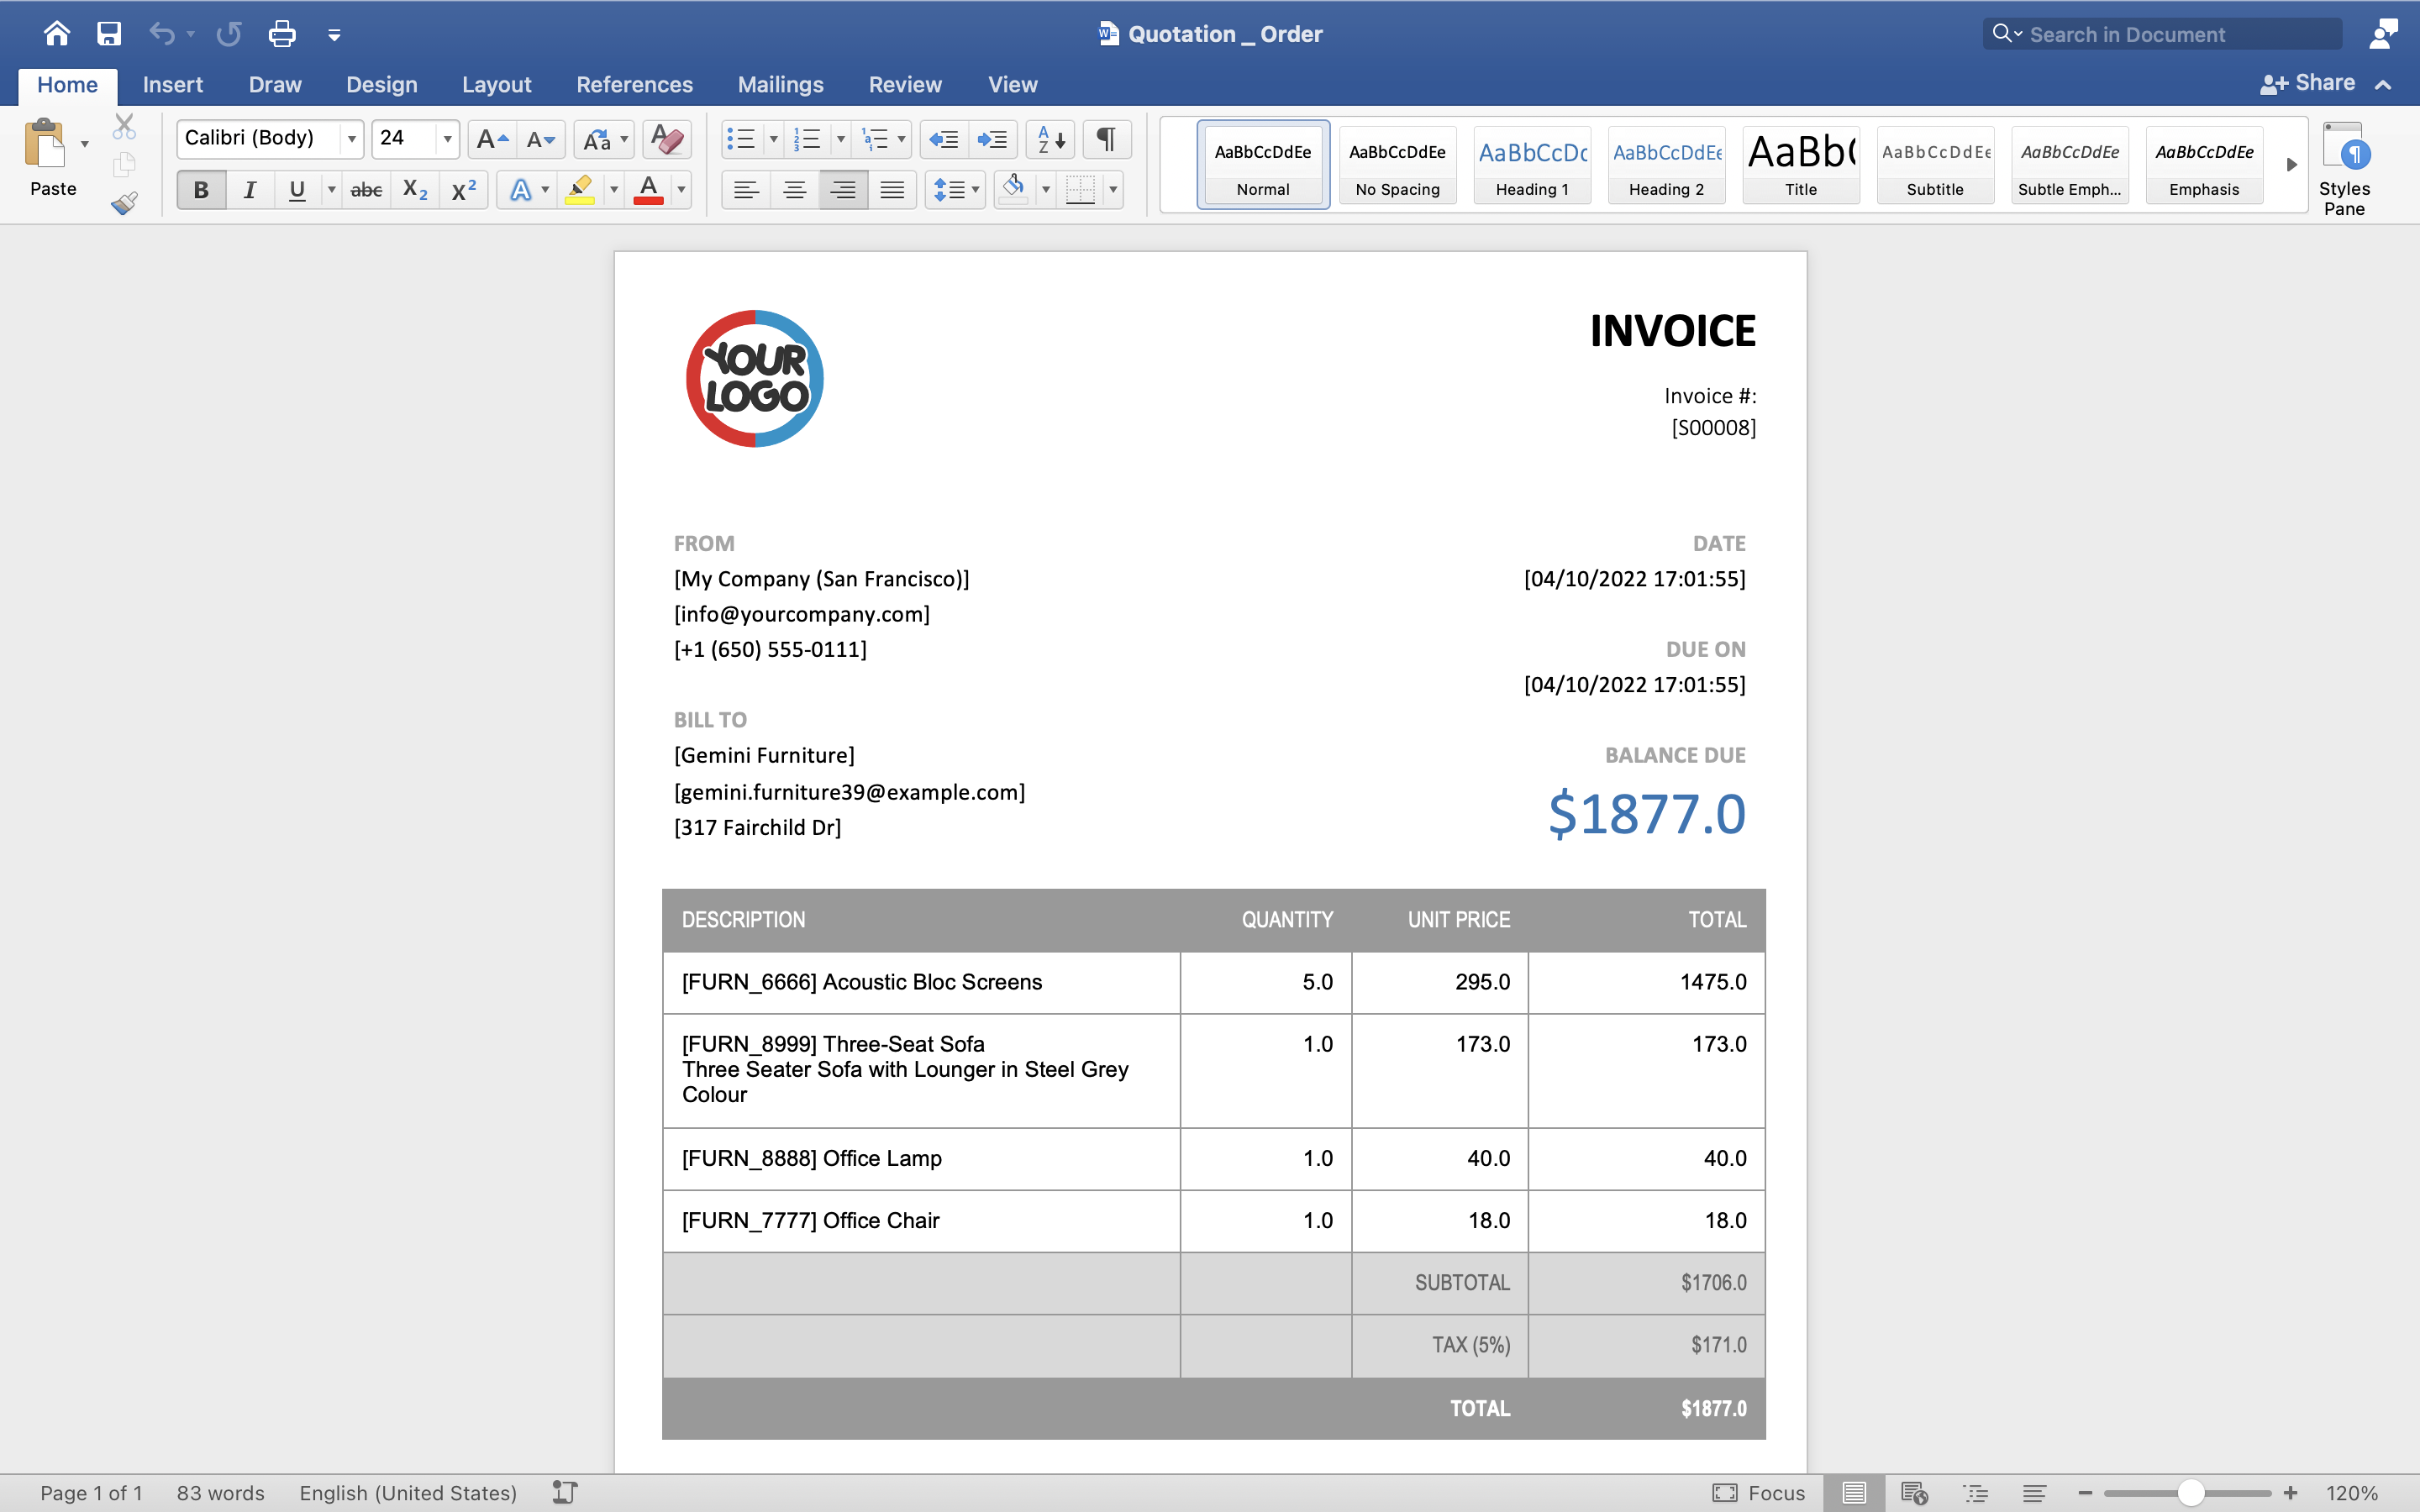 Quotation _ Order
Search in Document
Home Insert Draw Design Layout References Mailings Review View
Share
Paste
Calibri (Body) 24
AaBbCcDdEe
Normal
AaBbCcDdEe
No Spacing
AaBbCcDc
Heading 1
AaBbCcDdEe
Heading 2
AaBb(
Title
AaBbCcDdEe
Subtitle
AaBbCcDdEe
Subtle Emph...
AaBbCcDdEe
Emphasis
Styles
Pane
YOUR
LOGO
INVOICE
Invoice #:
[S00008]
FROM
[My Company (San Francisco)]
[info@yourcompany.com]
[+1 (650) 555-0111]
DATE
[04/10/2022 17:01:55]
DUE ON
[04/10/2022 17:01:55]
BILL TO
[Gemini Furniture]
[gemini.furniture39@example.com]
[317 Fairchild Dr]
BALANCE DUE
$1877.0
DESCRIPTION QUANTITY UNIT PRICE TOTAL
[FURN_6666] Acoustic Bloc Screens 5.0 295.0 1475.0
[FURN_8999] Three-Seat Sofa 1.0 173.0 173.0
Three Seater Sofa with Lounger in Steel Grey
Colour
[FURN_8888] Office Lamp 1.0 40.0 40.0
[FURN_7777] Office Chair 1.0 18.0 18.0
SUBTOTAL $1706.0
TAX (5%) $171.0
TOTAL $1877.0
Page 1 of 1 83 words English (United States) Focus 120%